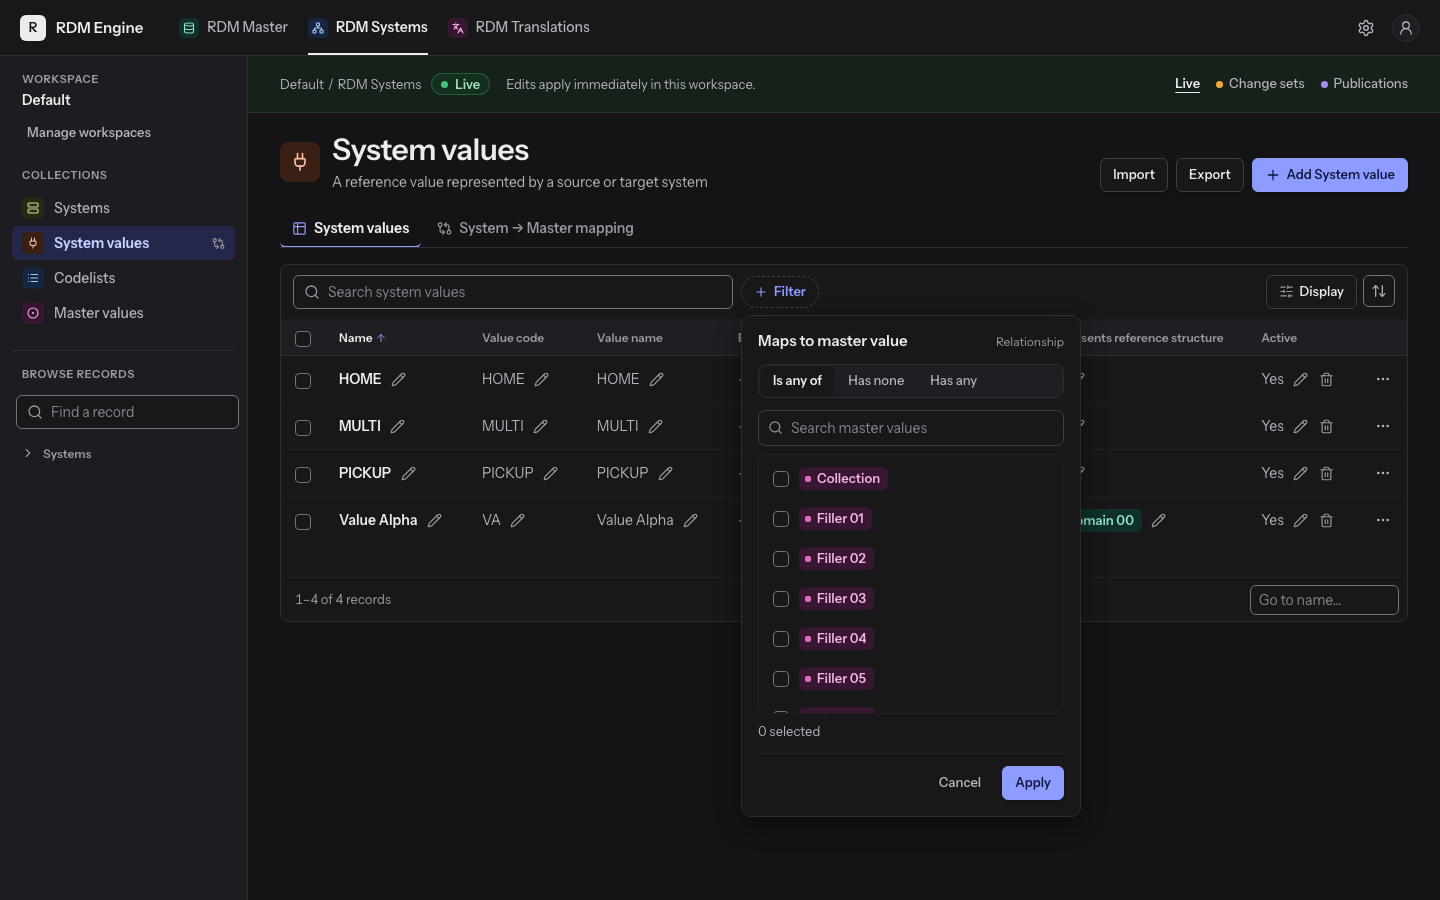 R RDM Engine RDM Master RDM Systems RDM Translations
WORKSPACE
Default
Manage workspaces
COLLECTIONS
Systems
System values
Codelists
Master values
BROWSE RECORDS
Find a record
Systems
Default / RDM Systems Live Edits apply immediately in this workspace. Live Change sets Publications
System values
A reference value represented by a source or target system
Import Export Add System value
System values System → Master mapping
Search system values Filter Display
Name ↑ Value code Value name sents reference structure Active
HOME HOME HOME Yes
MULTI MULTI MULTI Yes
PICKUP PICKUP PICKUP Yes
Value Alpha VA Value Alpha main 00 Yes
1–4 of 4 records Go to name...
Maps to master value Relationship
Is any of Has none Has any
Search master values
Collection
Filler 01
Filler 02
Filler 03
Filler 04
Filler 05
0 selected
Cancel Apply